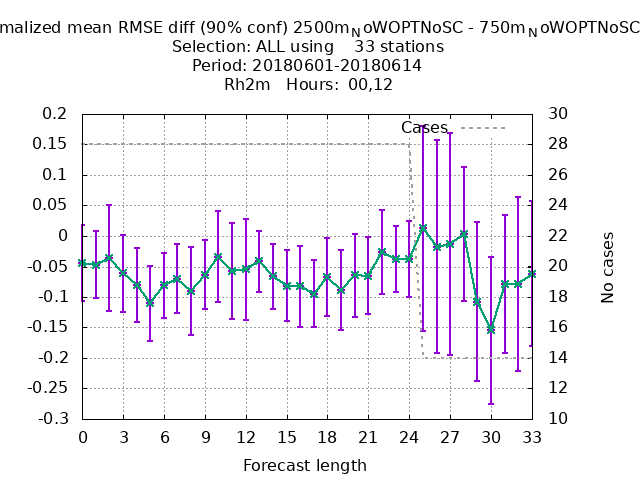 malized mean RMSE diff (90% conf) 2500mNoWOPTNoSC - 750mNoWOPTNoSC
Selection: ALL using 33 stations
Period: 20180601-20180614
Rh2m Hours: 00,12
Cases
0.2
0.15
0.1
0.05
0
-0.05
-0.1
-0.15
-0.2
-0.25
-0.3
30
28
26
24
22
20
18
16
14
12
10
No cases
0 3 6 9 12 15 18 21 24 27 30 33
Forecast length